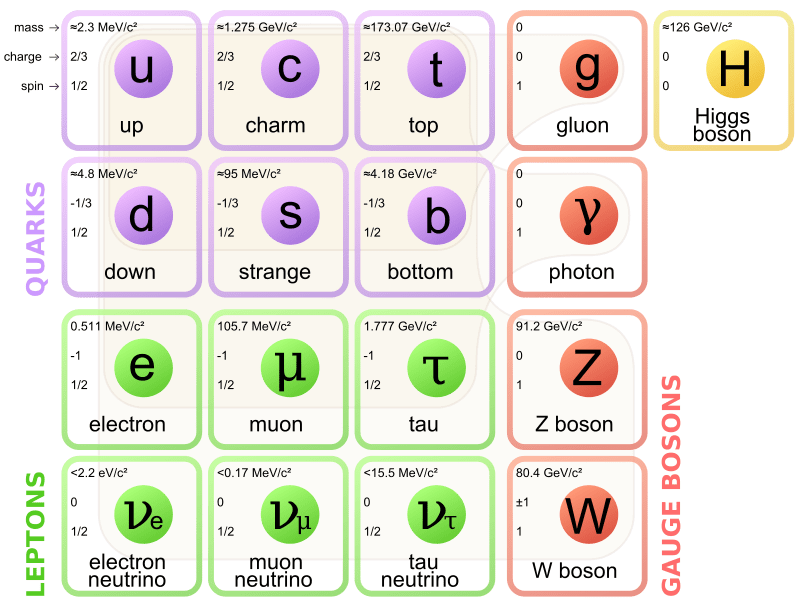 mass →
charge →
spin →
≈2.3 MeV/c²
2/3
1/2
u
up
≈1.275 GeV/c²
2/3
1/2
c
charm
≈173.07 GeV/c²
2/3
1/2
t
top
0
0
1
g
gluon
≈126 GeV/c²
0
0
H
Higgs
boson
QUARKS
≈4.8 MeV/c²
-1/3
1/2
d
down
≈95 MeV/c²
-1/3
1/2
s
strange
≈4.18 GeV/c²
-1/3
1/2
b
bottom
0
0
1
γ
photon
0.511 MeV/c²
-1
1/2
e
electron
105.7 MeV/c²
-1
1/2
μ
muon
1.777 GeV/c²
-1
1/2
τ
tau
91.2 GeV/c²
0
1
Z
Z boson
LEPTONS
<2.2 eV/c²
0
1/2
νe
electron
neutrino
<0.17 MeV/c²
0
1/2
νμ
muon
neutrino
<15.5 MeV/c²
0
1/2
ντ
tau
neutrino
80.4 GeV/c²
±1
1
W
W boson
GAUGE BOSONS